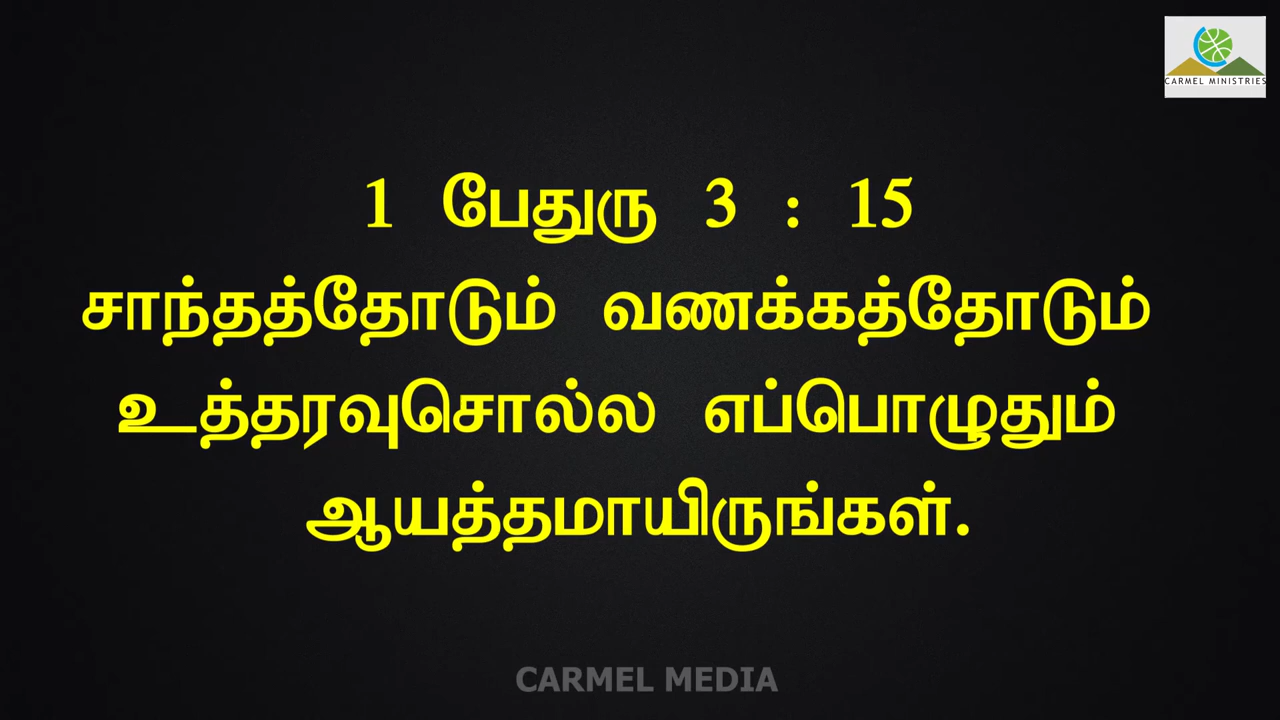 CARMEL MINISTRIES
1 பேதுரு 3 : 15
சாந்தத்தோடும் வணக்கத்தோடும்
உத்தரவுசொல்ல எப்பொழுதும்
ஆயத்தமாயிருங்கள்.
CARMEL MEDIA